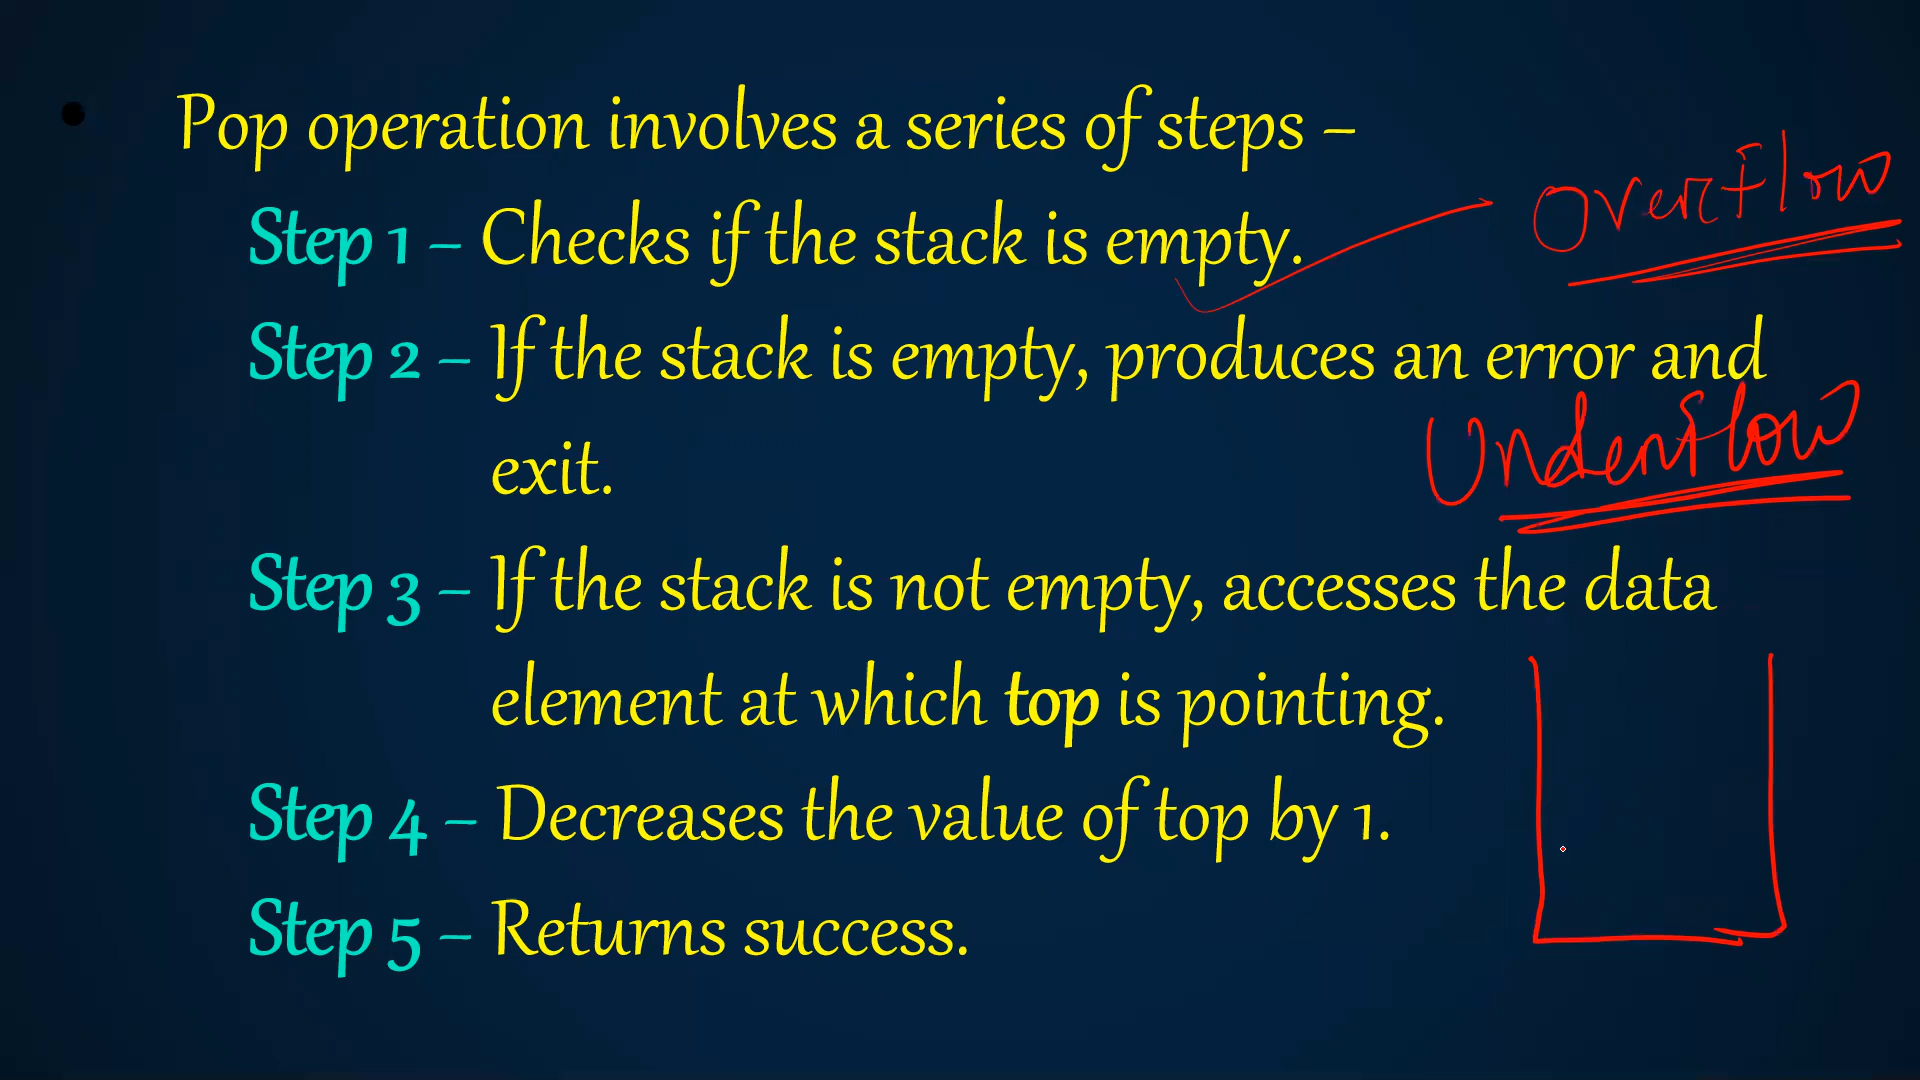 Pop operation involves a series of steps –
Step 1 – Checks if the stack is empty.
Overflow
Step 2 – If the stack is empty, produces an error and
exit.
Underflow
Step 3 – If the stack is not empty, accesses the data
element at which top is pointing.
Step 4 – Decreases the value of top by 1.
Step 5 – Returns success.